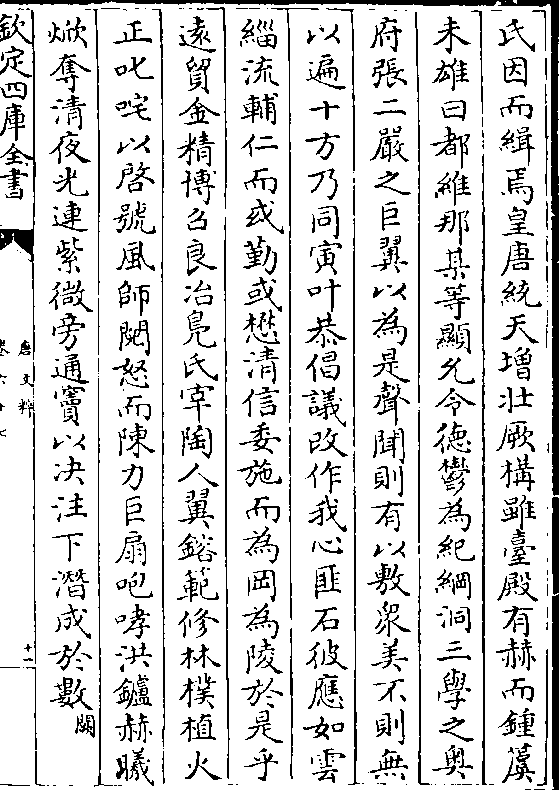 氏因而緝焉皇唐統天増壯厥構雖臺殿有赫而鍾簴
未雄曰都維那某等顯允令德鬱為紀綱洞三學之奥
府張二嚴之巨翼以為是聲聞則有以敷衆美不則無
以遍十方乃同寅叶恭倡議改作我心匪石彼應如雲
緇流輔仁而或勤或懋清信委施而為岡為陵於是乎
遠貿金精博召良冶鳬氏宰陶人翼鎔範修林樸植火
正叱咤以啓號風師䦧怒而陳力巨扇咆哮洪鑪赫曦
焮奪清夜光連紫微旁通竇以决注下潛成於數闕
欽定四庫全書
唐文粹
卷六十七
十一